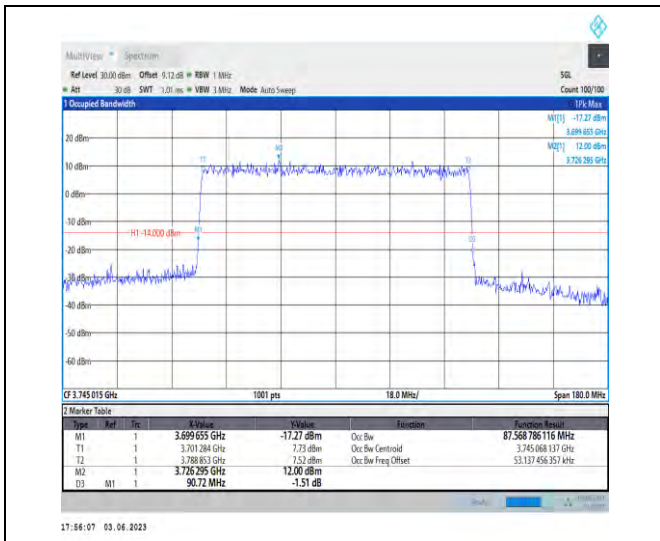 MultiView Spectrum
Ref Level 30.00 dBm Offset 9.12 dB RBW 1 MHz SGL
Att 30 dB SWT 1.01 ms VBW 3 MHz Mode Auto Sweep Count 100/100
1 Occupied Bandwidth 1Pk Max
M1[1] -17.27 dBm
3.699 655 GHz
M2[1] 12.00 dBm
3.726 295 GHz
20 dBm
10 dBm
0 dBm
-10 dBm
-20 dBm
-30 dBm
-40 dBm
-50 dBm
-60 dBm
H1 -14.000 dBm
M1
T1
M2
T2
D3
CF 3.745 015 GHz 1001 pts 18.0 MHz/ Span 180.0 MHz
2 Marker Table
Type Ref Trc X-Value Y-Value Function Function Result
M1 1 3.699 655 GHz -17.27 dBm Occ Bw 87.568 786 116 MHz
T1 1 3.701 284 GHz 7.73 dBm Occ Bw Centroid 3.745 068 137 GHz
T2 1 3.788 853 GHz 7.52 dBm Occ Bw Freq Offset 53.137 456 357 kHz
M2 1 3.726 295 GHz 12.00 dBm
D3 M1 1 90.72 MHz -1.51 dB
17:56:07 03.06.2023